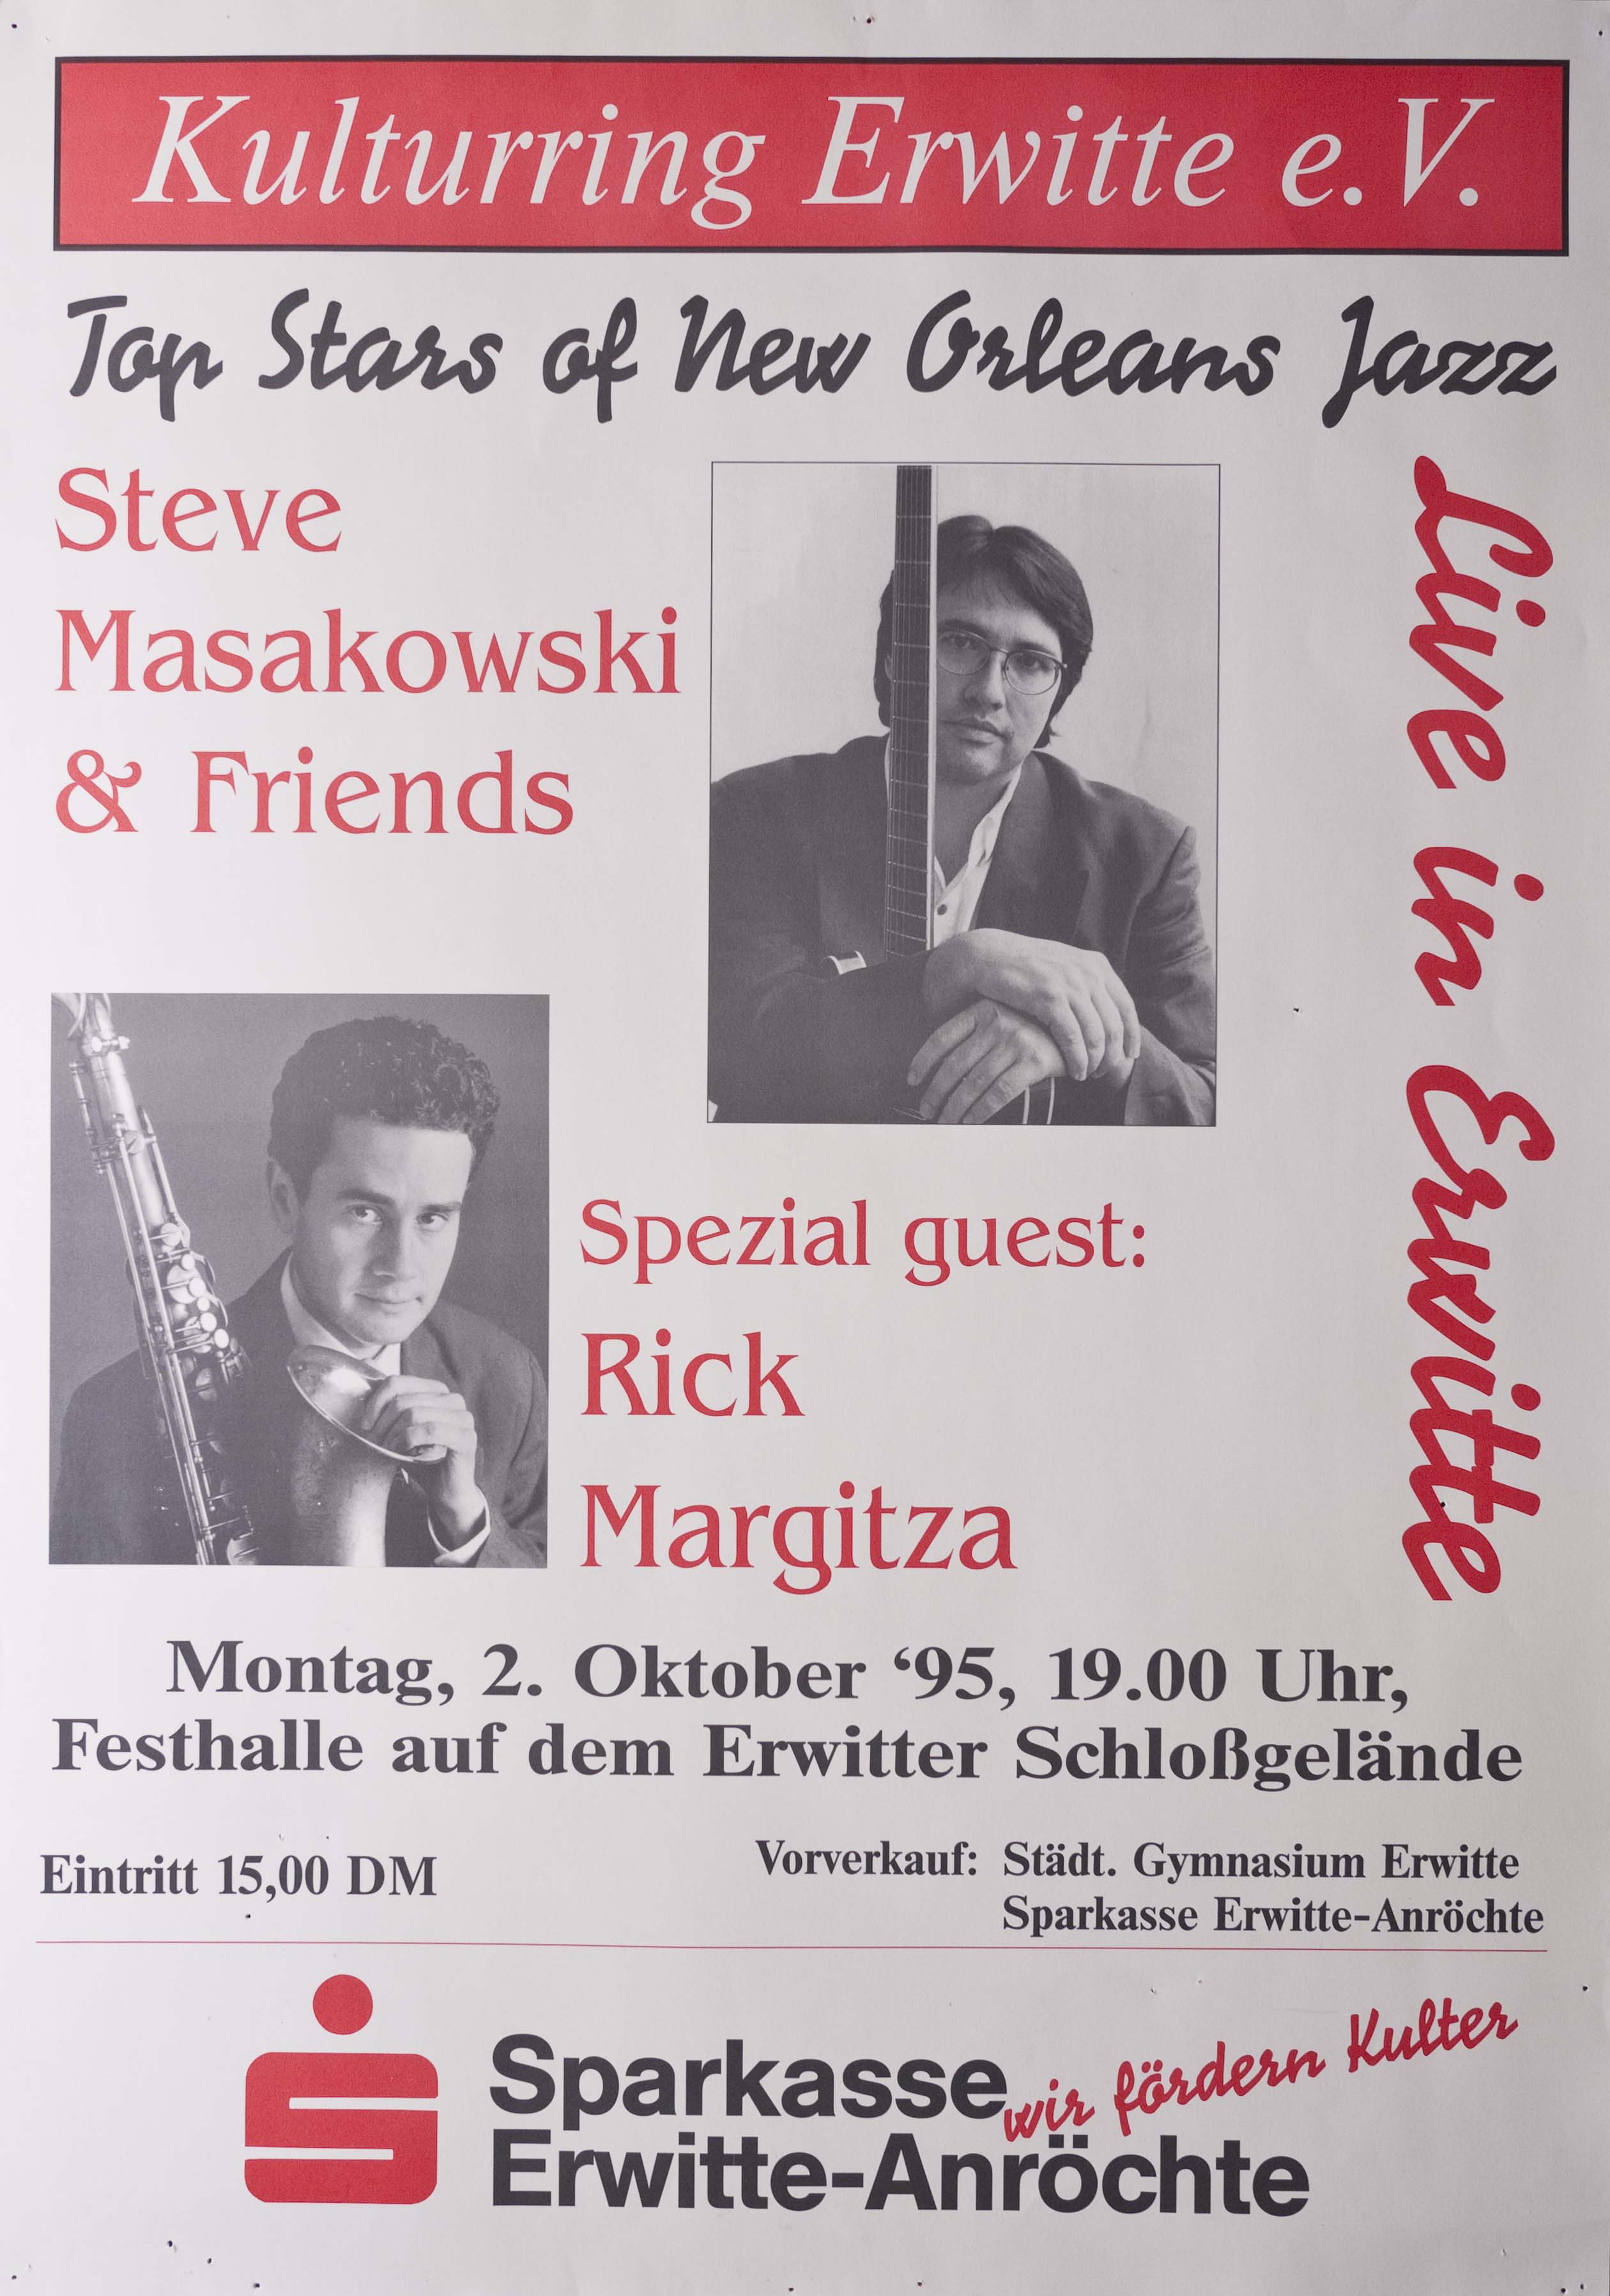 Kulturring Erwitte e.V.
Top Stars of New Orleans Jazz
Steve
Masakowski
& Friends
Live in Erwitte
Spezial guest:
Rick
Margitza
Montag, 2. Oktober ‘95, 19.00 Uhr,
Festhalle auf dem Erwitter Schloßgelände
Eintritt 15,00 DM
Vorverkauf: Städt. Gymnasium Erwitte
Sparkasse Erwitte-Anröchte
Sparkasse
wir fördern Kulter
Erwitte-Anröchte